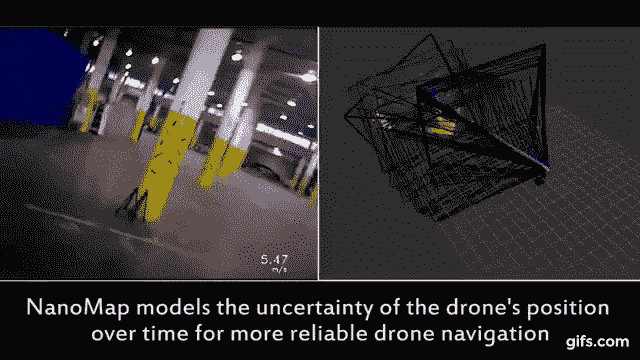 5.47
m/s
NanoMap models the uncertainty of the drone's position
over time for more reliable drone navigation
gifs.com